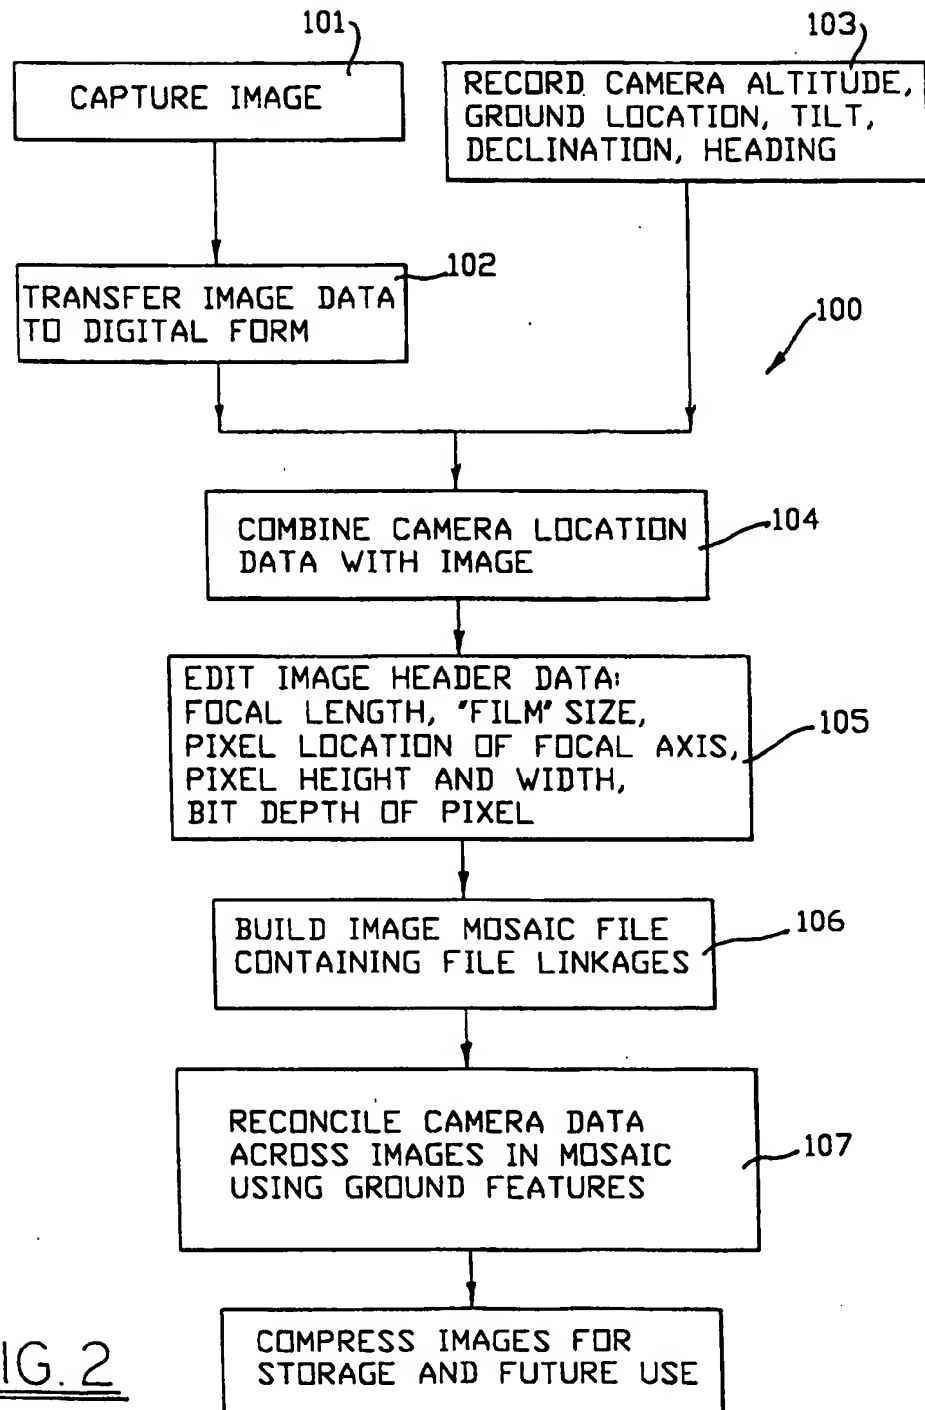 101
CAPTURE IMAGE
103
RECORD CAMERA ALTITUDE,
GROUND LOCATION, TILT,
DECLINATION, HEADING
102
TRANSFER IMAGE DATA
TO DIGITAL FORM
100
COMBINE CAMERA LOCATION
DATA WITH IMAGE
104
EDIT IMAGE HEADER DATA:
FOCAL LENGTH, "FILM" SIZE,
PIXEL LOCATION OF FOCAL AXIS,
PIXEL HEIGHT AND WIDTH,
BIT DEPTH OF PIXEL
105
BUILD IMAGE MOSAIC FILE
CONTAINING FILE LINKAGES
106
RECONCILE CAMERA DATA
ACROSS IMAGES IN MOSAIC
USING GROUND FEATURES
107
COMPRESS IMAGES FOR
STORAGE AND FUTURE USE
IG. 2